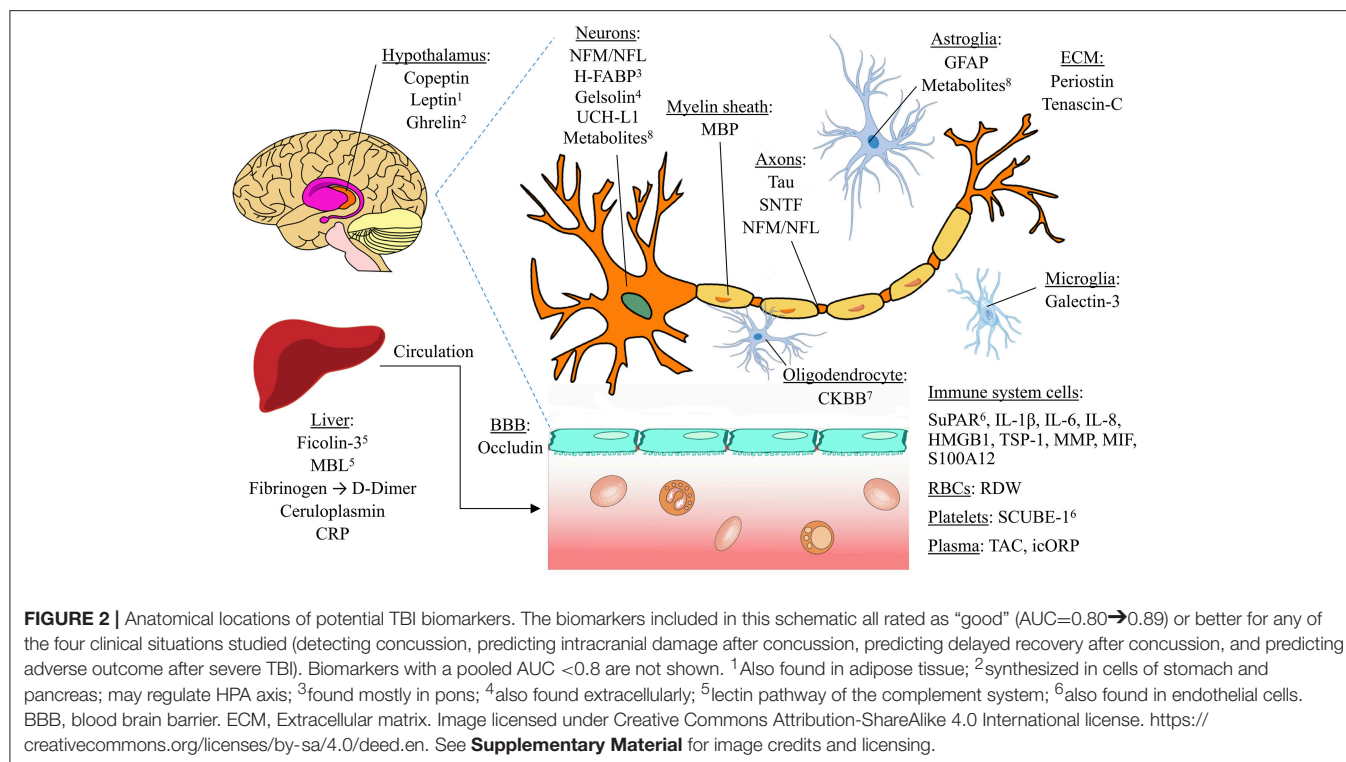 Hypothalamus:
Copeptin
Leptin¹
Ghrelin²
Neurons:
NFM/NFL
H-FABP³
Gelsolin⁴
UCH-L1
Metabolites⁸
Myelin sheath:
MBP
Axons:
Tau
SNTF
NFM/NFL
Astroglia:
GFAP
Metabolites⁸
ECM:
Periostin
Tenascin-C
Microglia:
Galectin-3
Circulation
Liver:
Ficolin-3⁵
MBL⁵
Fibrinogen → D-Dimer
Ceruloplasmin
CRP
BBB:
Occludin
Oligodendrocyte:
CKBB⁷
Immune system cells:
SuPAR⁶, IL-1β, IL-6, IL-8,
HMGB1, TSP-1, MMP, MIF,
S100A12
RBCs: RDW
Platelets: SCUBE-1⁶
Plasma: TAC, icORP
FIGURE 2 | Anatomical locations of potential TBI biomarkers. The biomarkers included in this schematic all rated as “good” (AUC=0.80➔0.89) or better for any of
the four clinical situations studied (detecting concussion, predicting intracranial damage after concussion, predicting delayed recovery after concussion, and predicting
adverse outcome after severe TBI). Biomarkers with a pooled AUC <0.8 are not shown. ¹Also found in adipose tissue; ²synthesized in cells of stomach and
pancreas; may regulate HPA axis; ³found mostly in pons; ⁴also found extracellularly; ⁵lectin pathway of the complement system; ⁶also found in endothelial cells.
BBB, blood brain barrier. ECM, Extracellular matrix. Image licensed under Creative Commons Attribution-ShareAlike 4.0 International license. https://
creativecommons.org/licenses/by-sa/4.0/deed.en. See Supplementary Material for image credits and licensing.